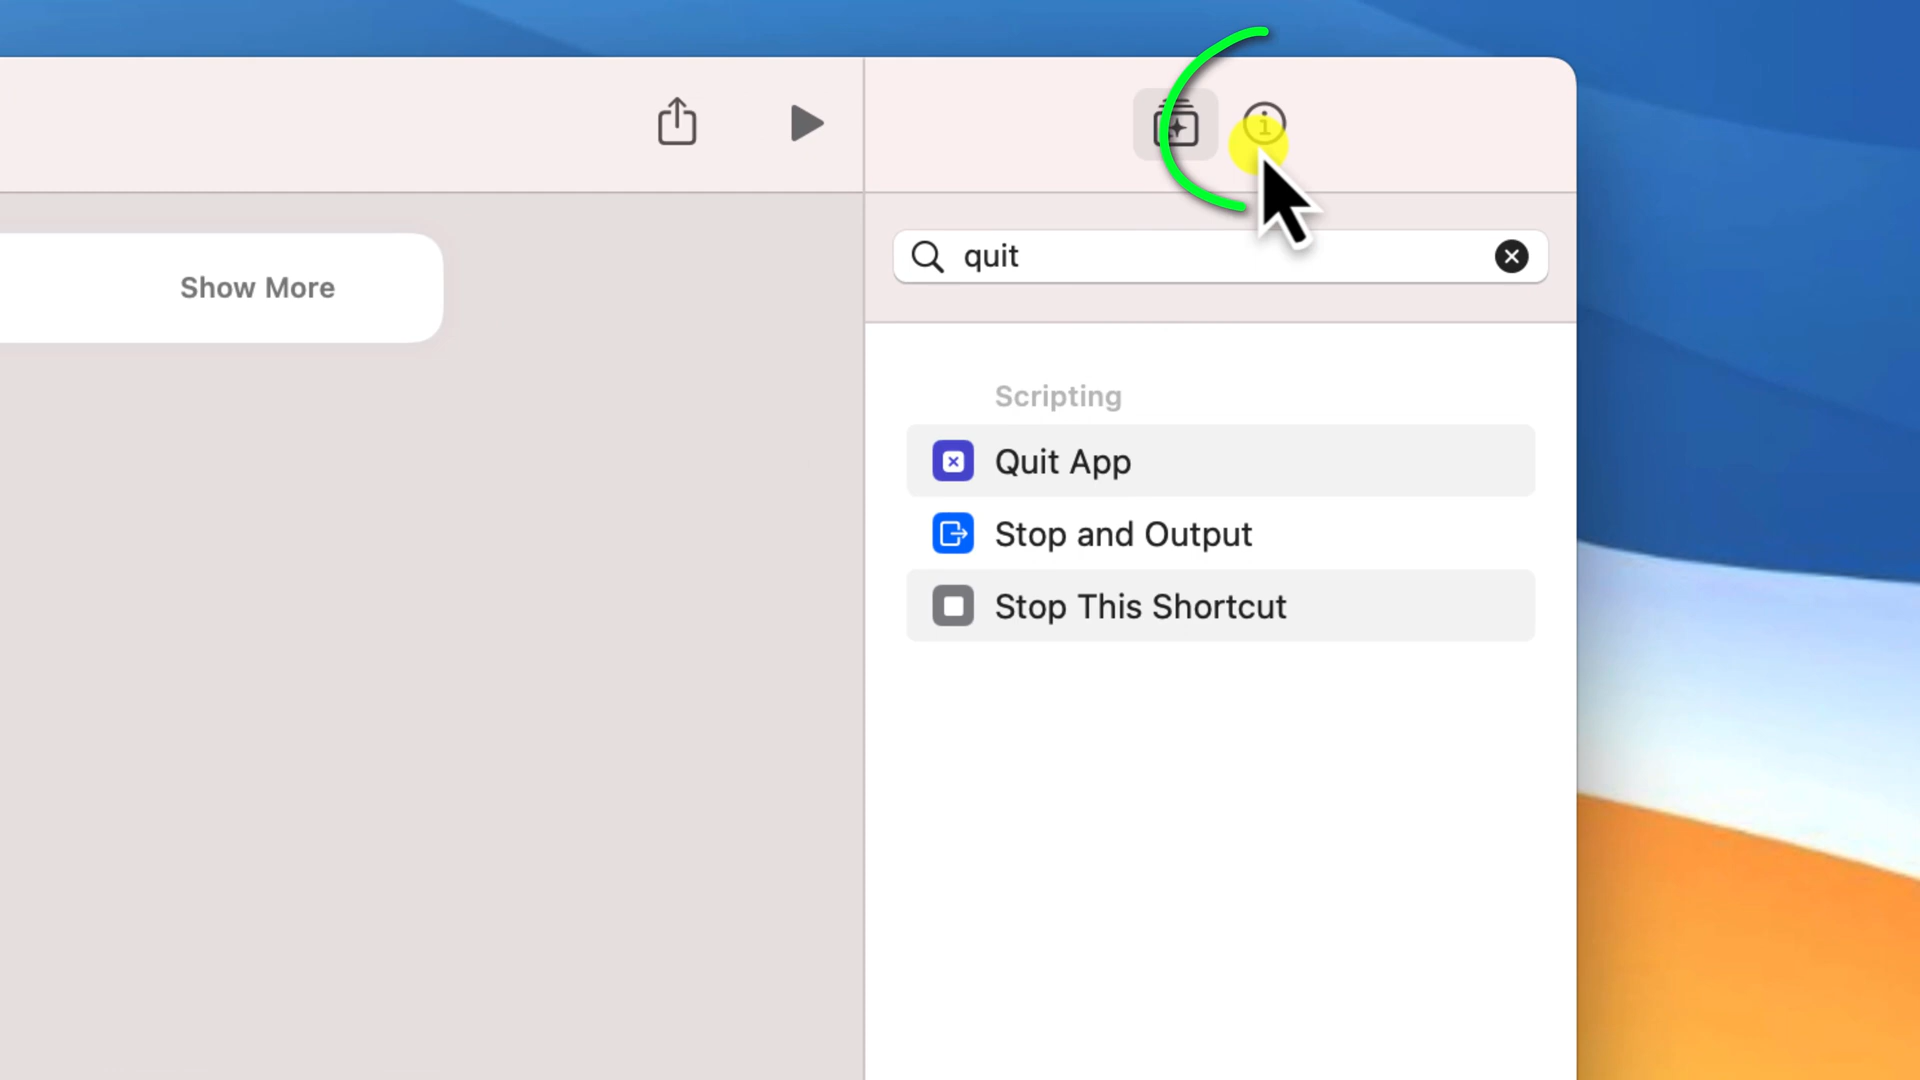 Show More
quit
Scripting
Quit App
Stop and Output
Stop This Shortcut